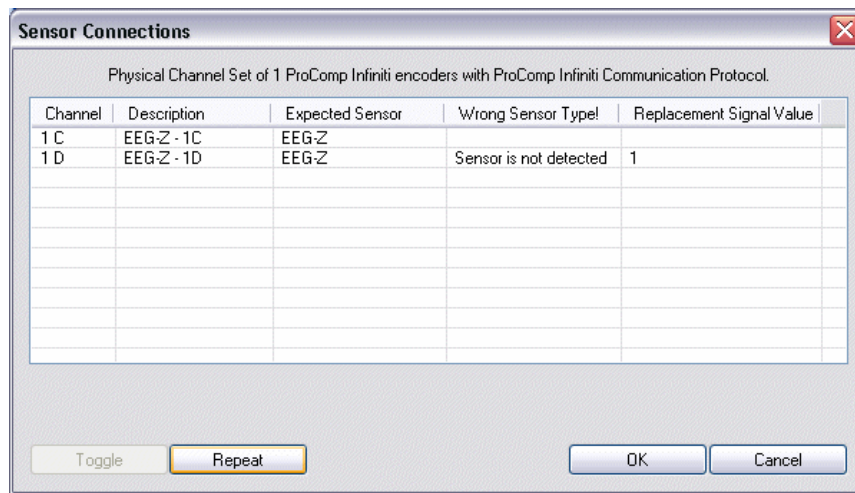 Sensor Connections
Physical Channel Set of 1 ProComp Infiniti encoders with ProComp Infiniti Communication Protocol.
Channel Description Expected Sensor Wrong Sensor Type! Replacement Signal Value
1 C EEG-Z - 1C EEG-Z
1 D EEG-Z - 1D EEG-Z Sensor is not detected 1
Toggle Repeat OK Cancel